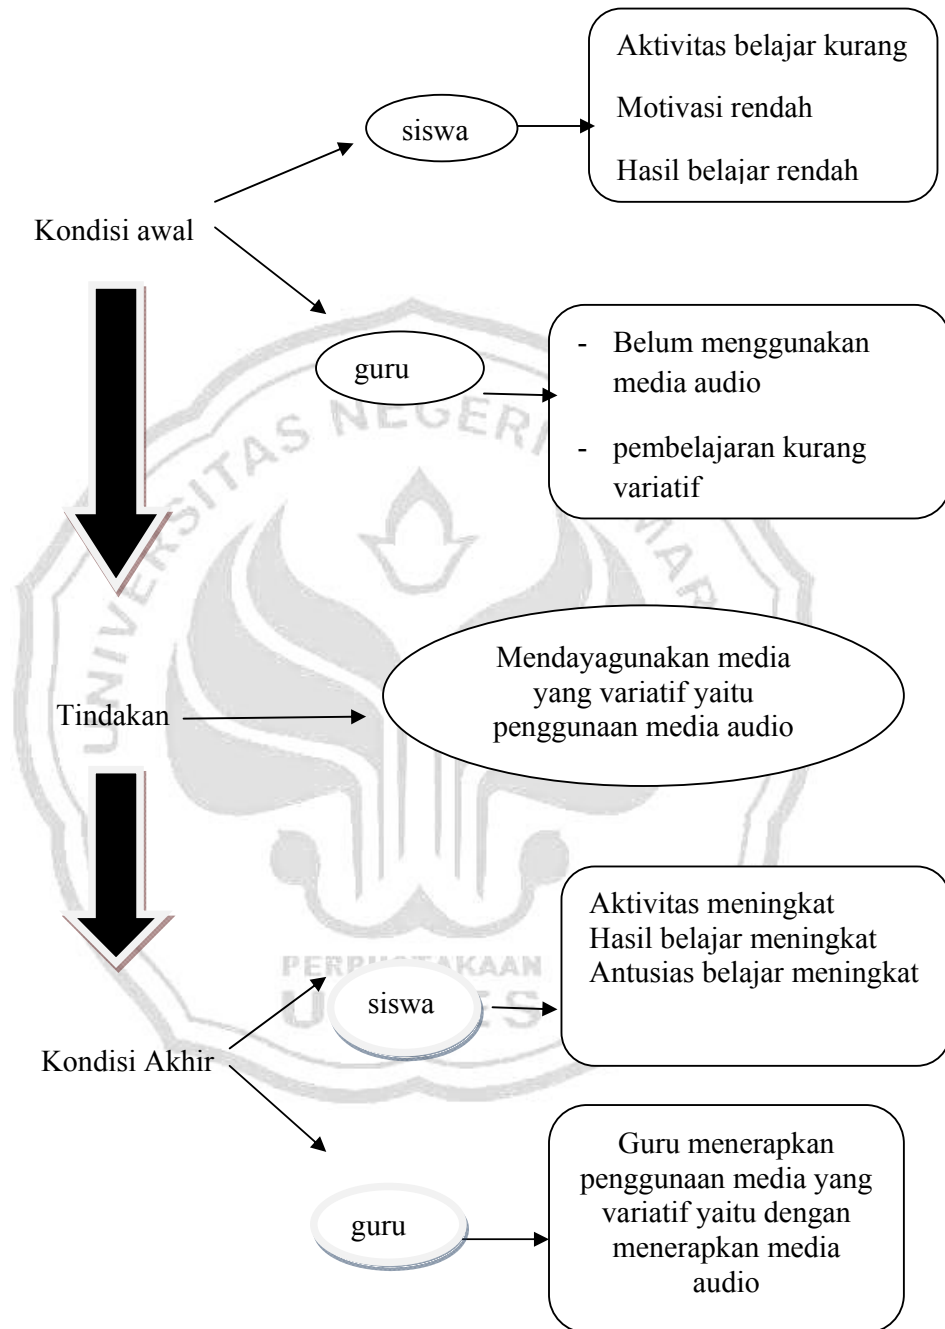 Aktivitas belajar kurang
Motivasi rendah
Hasil belajar rendah
siswa
Kondisi awal
guru
- Belum menggunakan
media audio
- pembelajaran kurang
variatif
UNIVERSITAS NEGERI
Mendayagunakan media
yang variatif yaitu
penggunaan media audio
Tindakan
Aktivitas meningkat
Hasil belajar meningkat
Antusias belajar meningkat
siswa
Kondisi Akhir
Guru menerapkan
penggunaan media yang
variatif yaitu dengan
menerapkan media
audio
guru